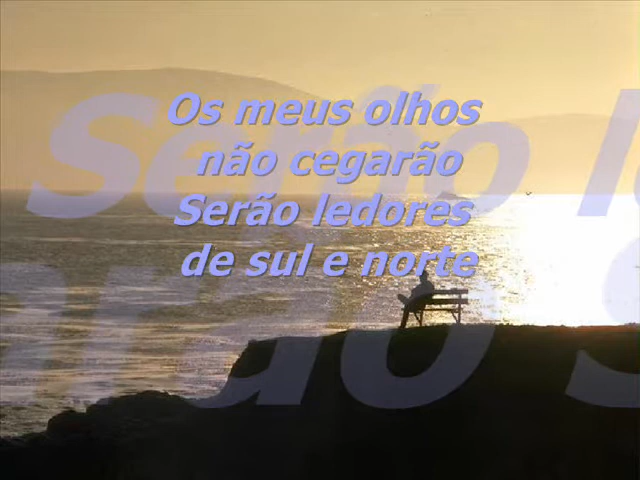 Os meus olhos
não cegarão
Serão ledores
de sul e norte